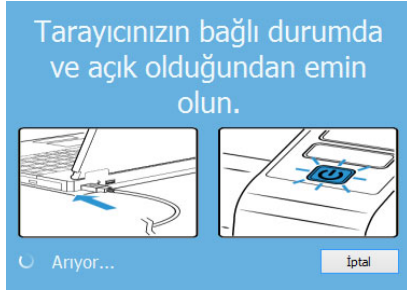 Tarayıcınızın bağlı durumda
ve açık olduğundan emin
olun.
Arıyor...
İptal